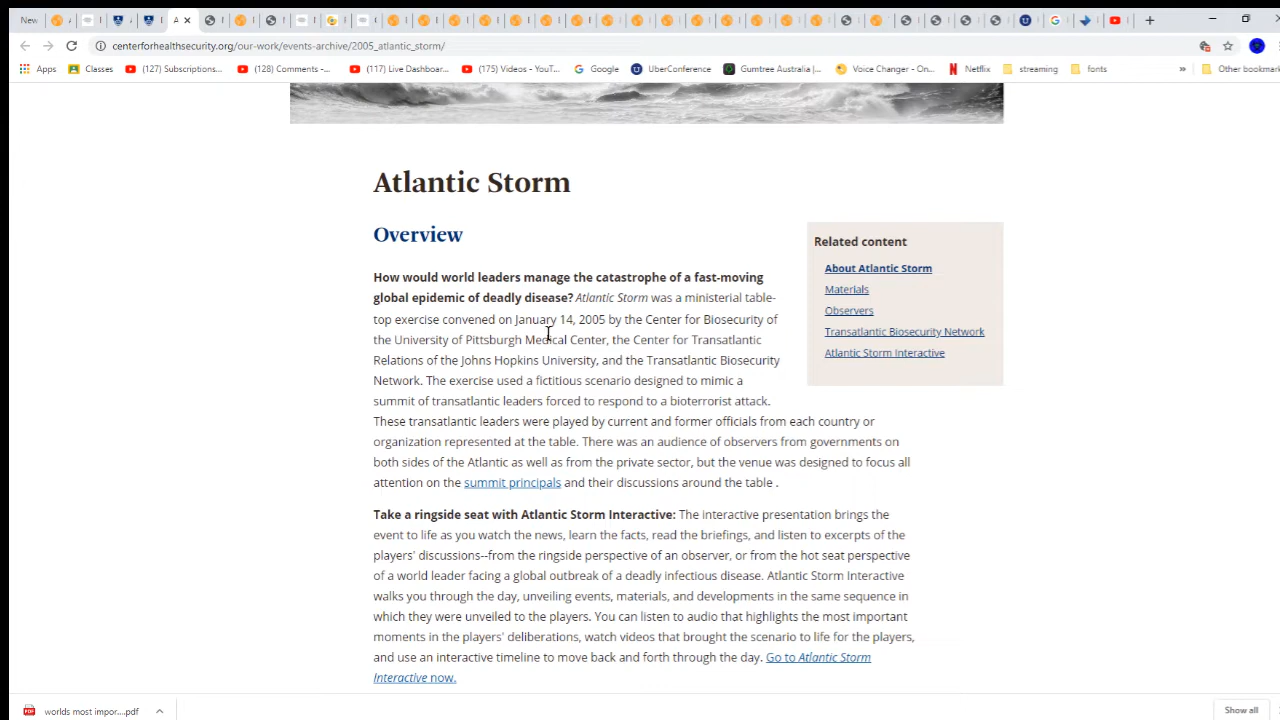 New
centerforhealthsecurity.org/our-work/events-archive/2005_atlantic_storm/
Apps
Classes
(127) Subscriptions...
(128) Comments -...
(117) Live Dashboar...
(175) Videos - YouT...
Google
UberConference
Gumtree Australia |...
Voice Changer - On...
Netflix
streaming
fonts
»
Other bookmark
Atlantic Storm
Overview
How would world leaders manage the catastrophe of a fast-moving
global epidemic of deadly disease? Atlantic Storm was a ministerial table-
top exercise convened on January 14, 2005 by the Center for Biosecurity of
the University of Pittsburgh Medical Center, the Center for Transatlantic
Relations of the Johns Hopkins University, and the Transatlantic Biosecurity
Network. The exercise used a fictitious scenario designed to mimic a
summit of transatlantic leaders forced to respond to a bioterrorist attack.
These transatlantic leaders were played by current and former officials from each country or
organization represented at the table. There was an audience of observers from governments on
both sides of the Atlantic as well as from the private sector, but the venue was designed to focus all
attention on the summit principals and their discussions around the table .
Take a ringside seat with Atlantic Storm Interactive: The interactive presentation brings the
event to life as you watch the news, learn the facts, read the briefings, and listen to excerpts of the
players' discussions--from the ringside perspective of an observer, or from the hot seat perspective
of a world leader facing a global outbreak of a deadly infectious disease. Atlantic Storm Interactive
walks you through the day, unveiling events, materials, and developments in the same sequence in
which they were unveiled to the players. You can listen to audio that highlights the most important
moments in the players' deliberations, watch videos that brought the scenario to life for the players,
and use an interactive timeline to move back and forth through the day. Go to Atlantic Storm
Interactive now.
Related content
About Atlantic Storm
Materials
Observers
Transatlantic Biosecurity Network
Atlantic Storm Interactive
worlds most impor....pdf
Show all